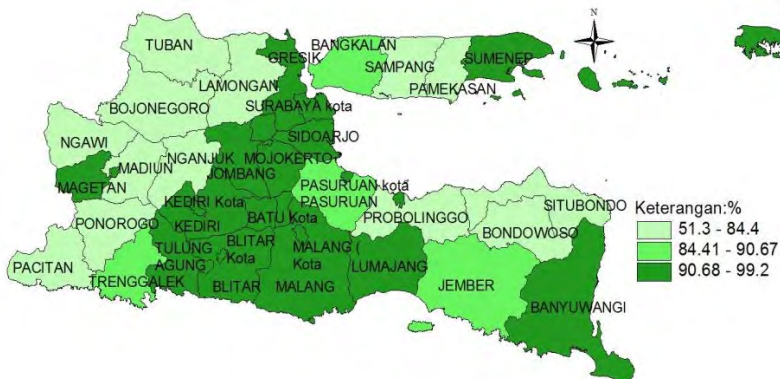 N
TUBAN
BANGKALAN
GRESIK
SAMPANG
SUMENEP
LAMONGAN
PAMEKASAN
BOJONEGORO
SURABAYA kota
NGAWI
SIDOARJO
MADIUN
NGANJUK
MOJOKERTO
JOMBANG
MAGETAN
PASURUAN kota
PASURUAN
KEDIRI Kota
PONOROGO
BATU Kota
PROBOLINGGO
SITUBONDO
KEDIRI
BONDOWOSO
PACITAN
TULUNG
AGUNG
BLITAR
Kota
MALANG (
Kota
LUMAJANG
TRENGGALEK
BLITAR
MALANG
JEMBER
BANYUWANGI
Keterangan:%
51.3 - 84.4
84.41 - 90.67
90.68 - 99.2